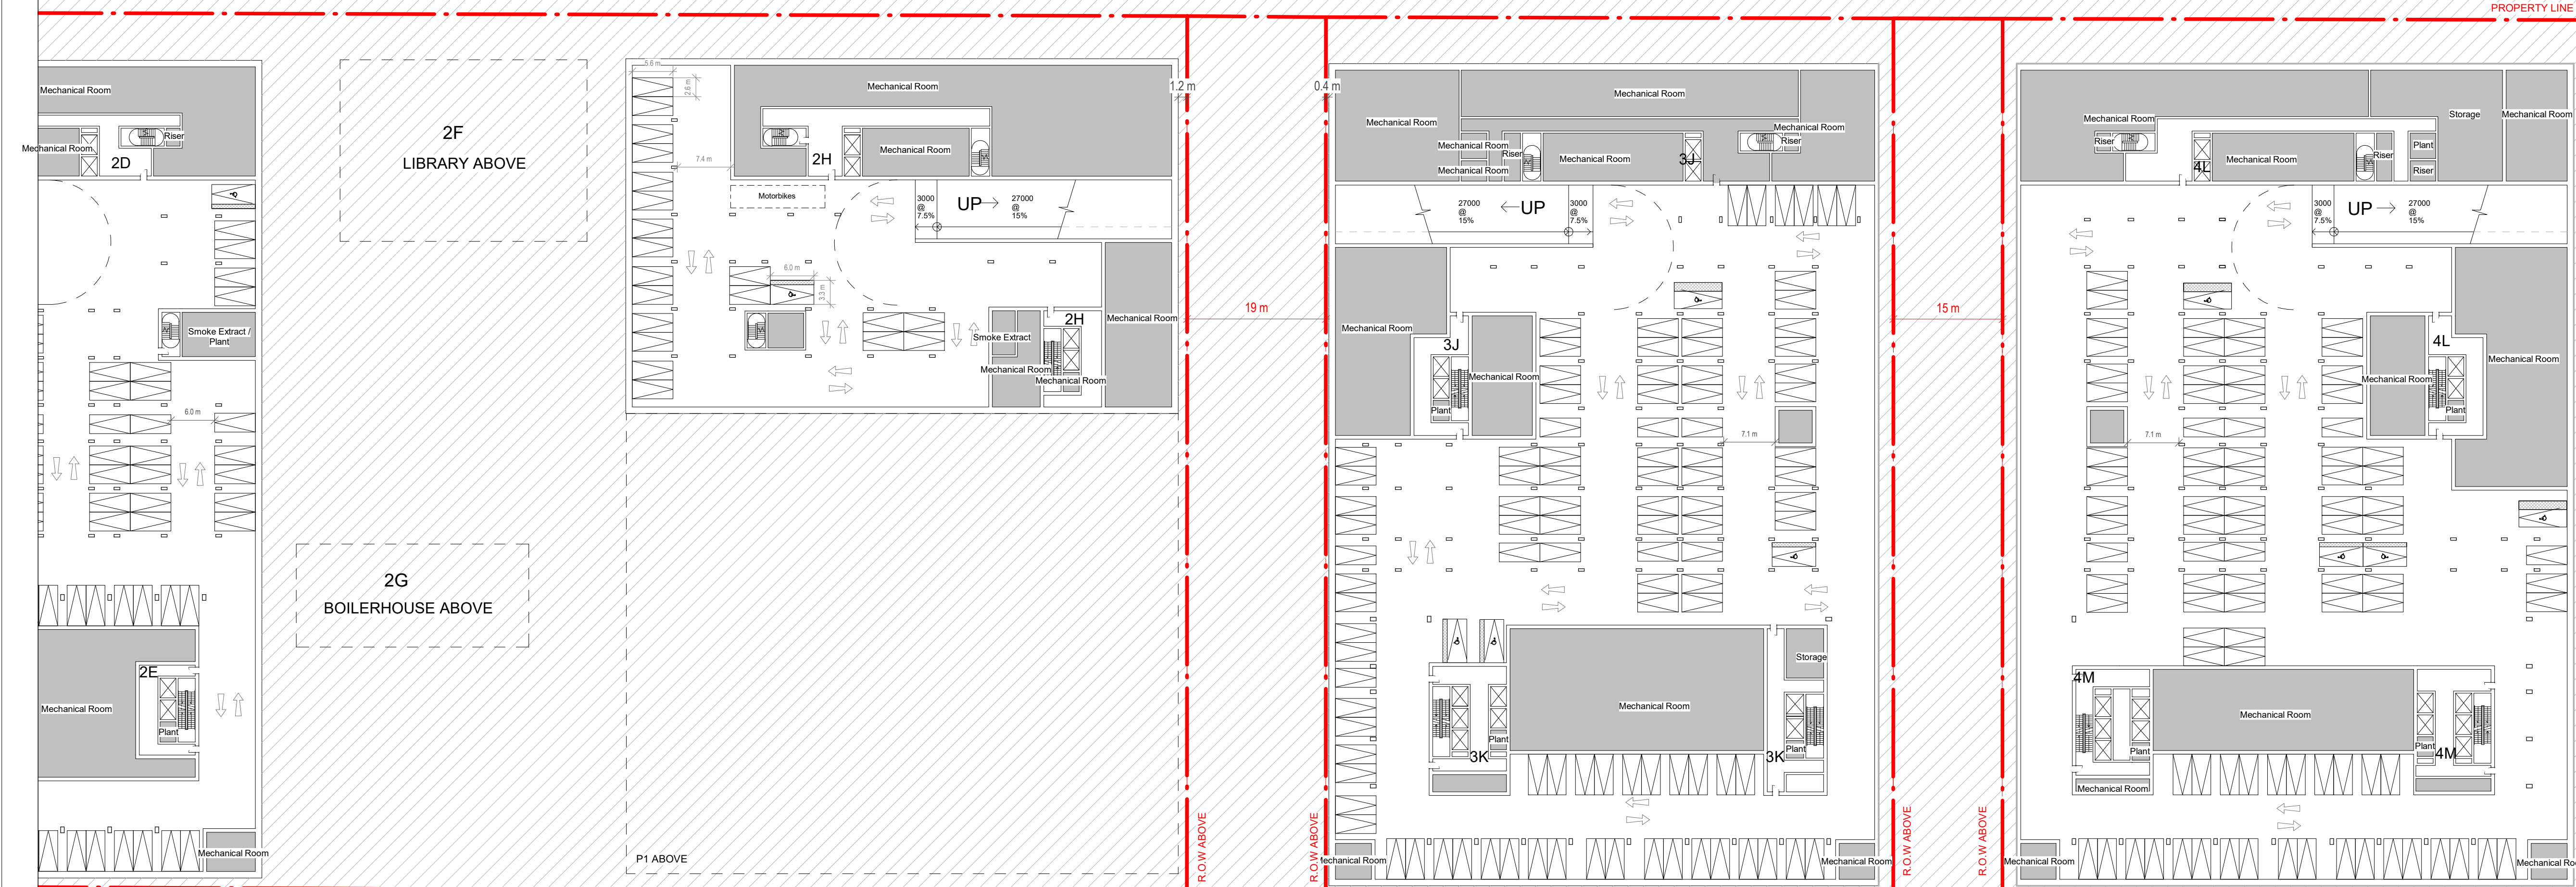 PROPERTY LINE
Mechanical Room
Mechanical Room
Riser
2D
2F
LIBRARY ABOVE
Smoke Extract /
Plant
6.0 m
2G
BOILERHOUSE ABOVE
2E
Mechanical Room
Plant
Mechanical Room
5.6 m
2.6 m
Mechanical Room
2H
Mechanical Room
7.4 m
Motorbikes
3000
@
7.5%
UP
27000
@
15%
6.0 m
3.3 m
Smoke Extract
2H
Mechanical Room
Mechanical Room
Mechanical Room
P1 ABOVE
1.2 m
0.4 m
19 m
R.O.W ABOVE
R.O.W ABOVE
Mechanical Room
Mechanical Room
Mechanical Room
Mechanical Room
Mechanical Room
Riser
Mechanical Room
3J
Riser
27000
@
15%
UP
3000
@
7.5%
Mechanical Room
3J
Mechanical Room
Plant
7.1 m
Storage
Mechanical Room
Plant
3K
Plant
3K
Mechanical Room
Mechanical Room
15 m
R.O.W ABOVE
R.O.W ABOVE
Mechanical Room
Storage
Mechanical Room
Riser
4L
Mechanical Room
Riser
Plant
Riser
3000
@
7.5%
UP
27000
@
15%
4L
Mechanical Room
Mechanical Room
Plant
7.1 m
4M
Mechanical Room
Plant
Plant
4M
Mechanical Room
Mechanical Room
Mechanical Roo